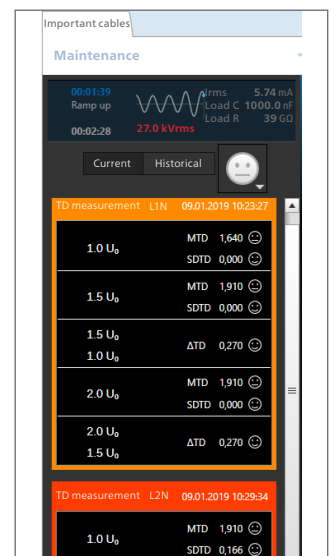 Important cables
Maintenance
00:01:39
Ramp up
00:02:28
27.0 kVrms
Irms 5.74 mA
Load C 1000.0 nF
Load R 39 GΩ
Current Historical
TD measurement L1N 09.01.2019 10:23:27
1.0 U₀
MTD 1,640
SDTD 0,000
1.5 U₀
MTD 1,910
SDTD 0,000
1.5 U₀
1.0 U₀
ΔTD 0,270
2.0 U₀
MTD 1,910
SDTD 0,000
2.0 U₀
1.5 U₀
ΔTD 0,270
TD measurement L2N 09.01.2019 10:29:34
1.0 U₀
MTD 1,910
SDTD 0,166